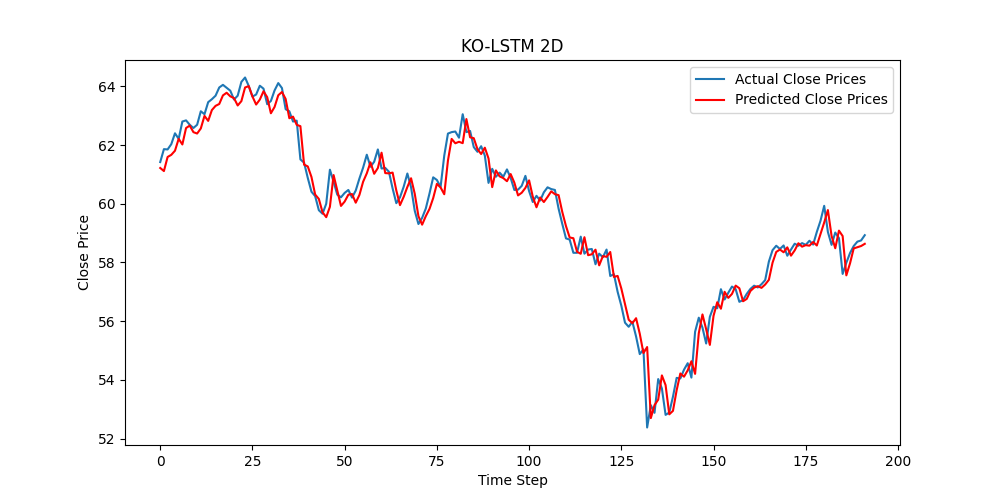 KO-LSTM 2D
Actual Close Prices
Predicted Close Prices
Close Price
64
62
60
58
56
54
52
0 25 50 75 100 125 150 175 200
Time Step